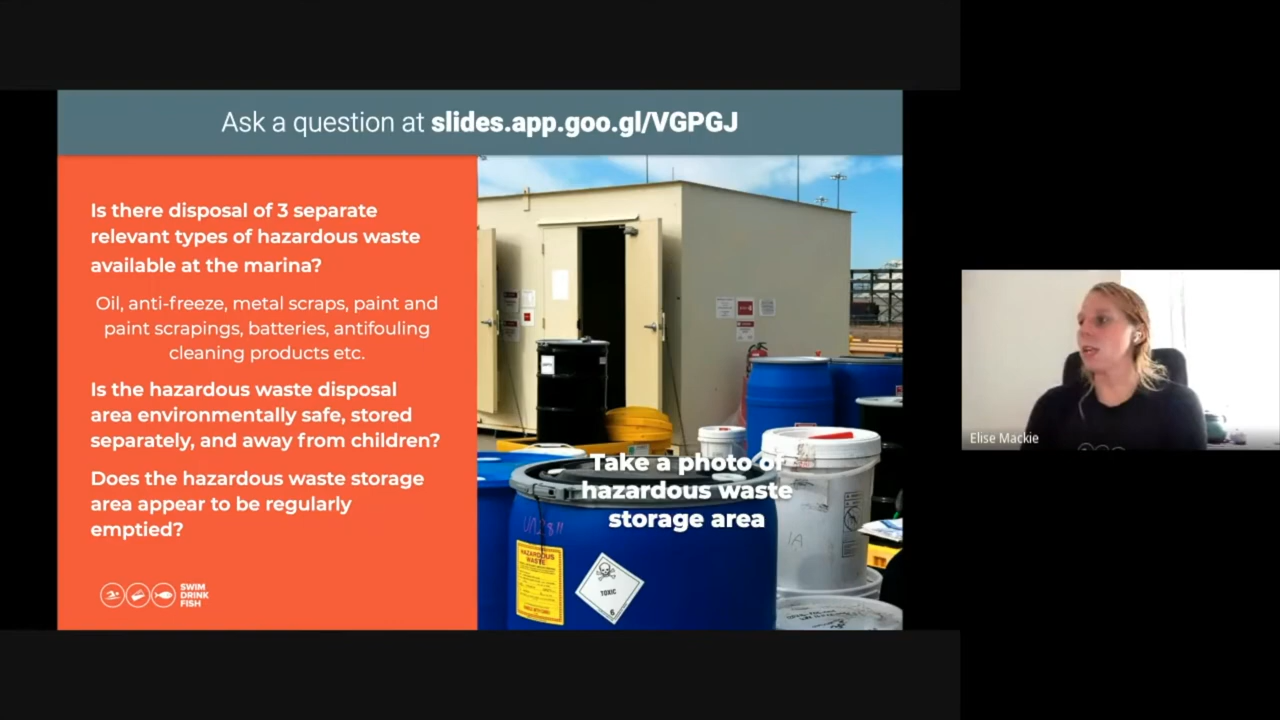 Ask a question at slides.app.goo.gl/VGPGJ
Is there disposal of 3 separate
relevant types of hazardous waste
available at the marina?
Oil, anti-freeze, metal scraps, paint and
paint scrapings, batteries, antifouling
cleaning products etc.
Is the hazardous waste disposal
area environmentally safe, stored
separately, and away from children?
Does the hazardous waste storage
area appear to be regularly
emptied?
SWIM
DRINK
FISH
Take a photo of
hazardous waste
storage area
HAZARDOUS
WASTE
TOXIC
6
IA
Elise Mackie